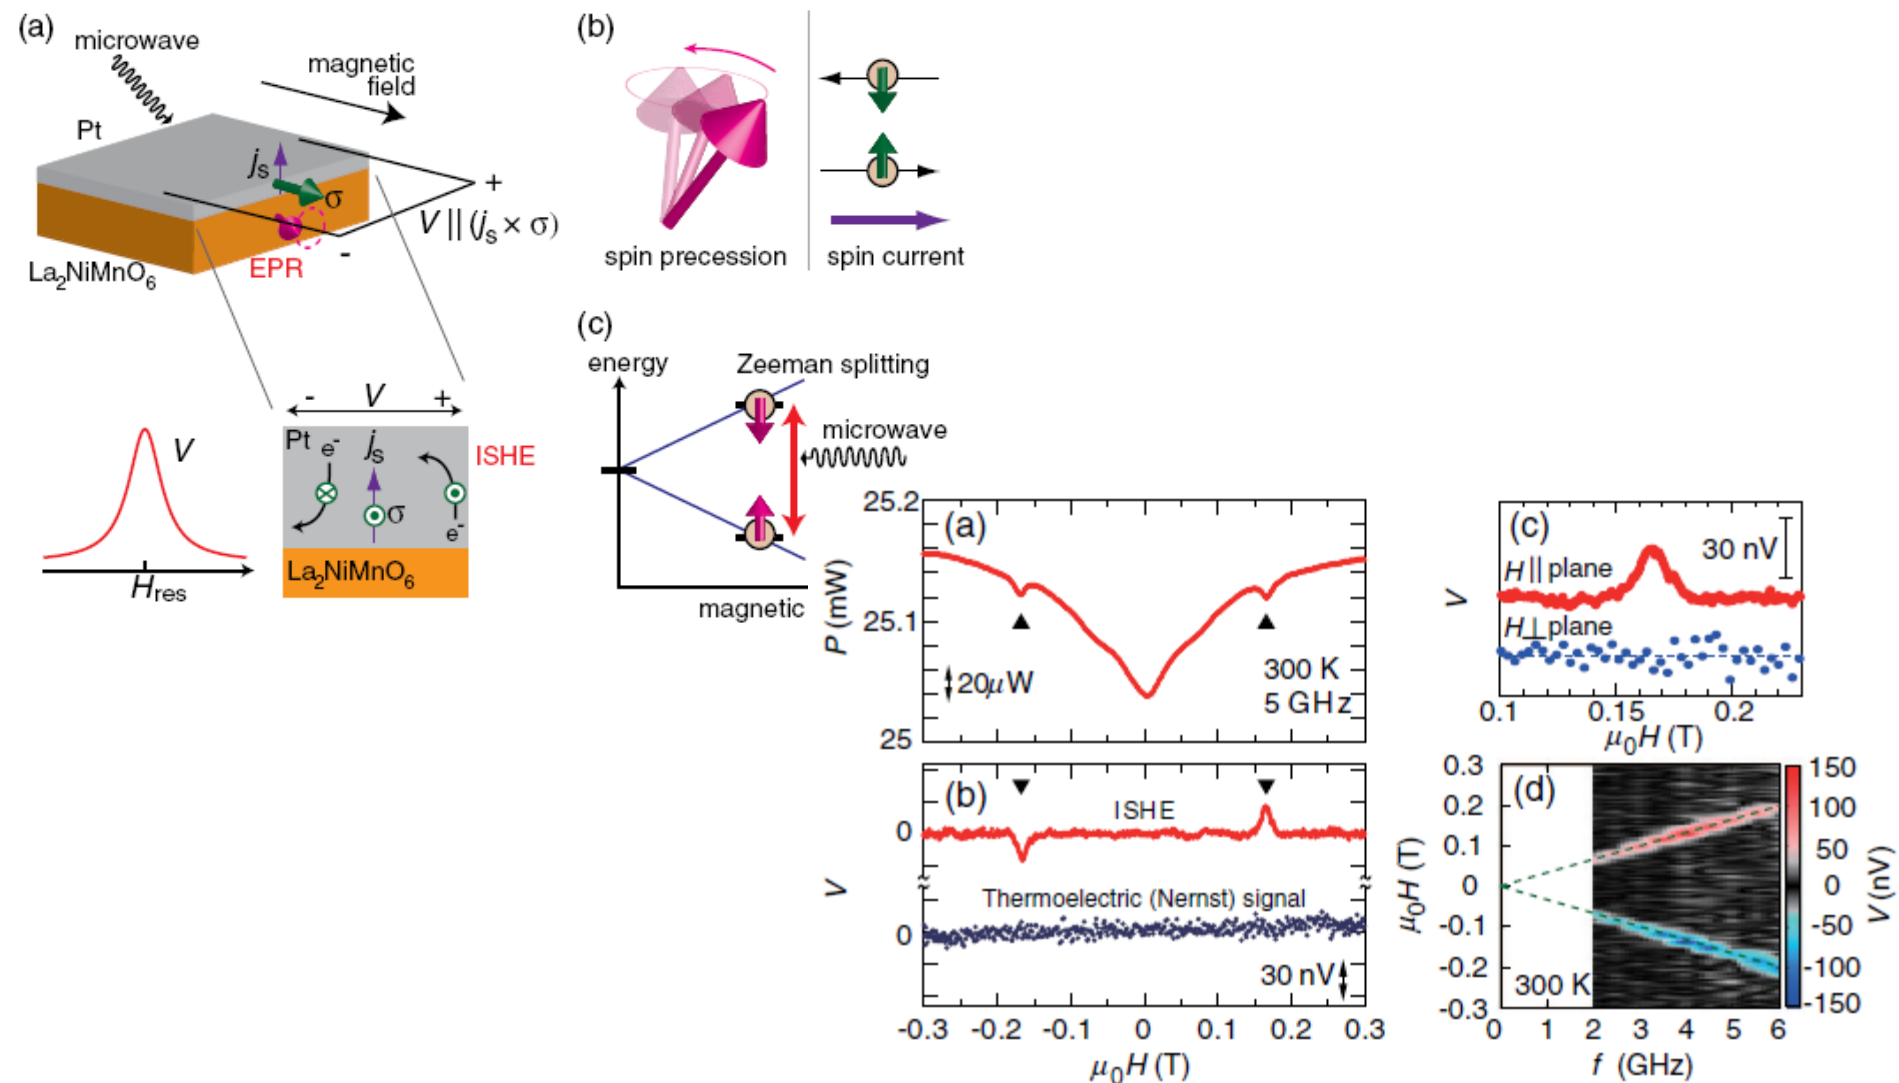 (a)
microwave
magnetic
field
Pt
jₛ
σ
+
V || (jₛ × σ)
-
EPR
La₂NiMnO₆
- V +
Pt e⁻ jₛ
ISHE
σ
e⁻
La₂NiMnO₆
V
Hres
(b)
spin precession
spin current
(c)
energy
Zeeman splitting
microwave
magnetic
(a)
25.2
25.1
25
P (mW)
20μW
300 K
5 GHz
(b)
ISHE
0
V
Thermoelectric (Nernst) signal
0
30 nV
-0.3 -0.2 -0.1 0 0.1 0.2 0.3
μ₀H (T)
(c)
30 nV
H || plane
V
H⊥plane
0.1 0.15 0.2
μ₀H (T)
(d)
0.3
0.2
0.1
0
-0.1
-0.2
-0.3
μ₀H (T)
300 K
0 1 2 3 4 5 6
f (GHz)
150
100
50
0
-50
-100
-150
V (nV)